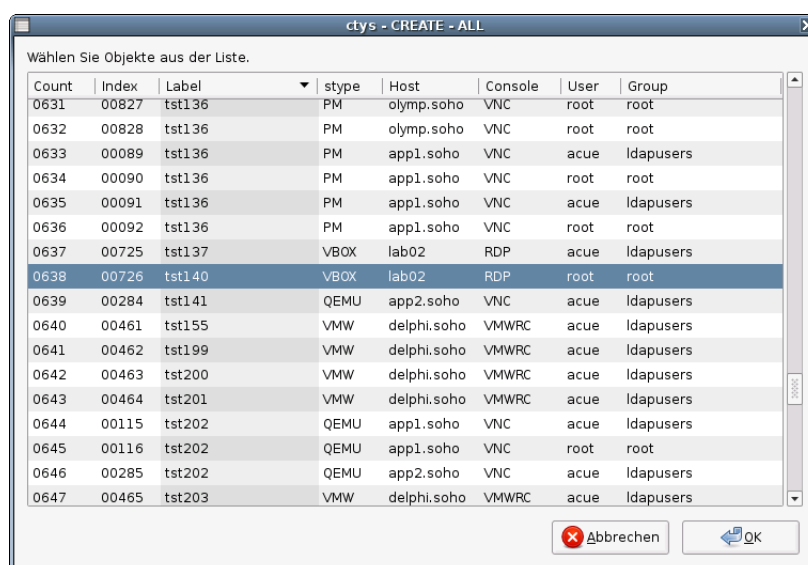 ctys - CREATE - ALL
Wählen Sie Objekte aus der Liste.
Count Index Label stype Host Console User Group
0631 00827 tst136 PM olymp.soho VNC root root
0632 00828 tst136 PM olymp.soho VNC root root
0633 00089 tst136 PM app1.soho VNC acue ldapusers
0634 00090 tst136 PM app1.soho VNC root root
0635 00091 tst136 PM app1.soho VNC acue ldapusers
0636 00092 tst136 PM app1.soho VNC root root
0637 00725 tst137 VBOX lab02 RDP acue ldapusers
0638 00726 tst140 VBOX lab02 RDP root root
0639 00284 tst141 QEMU app2.soho VNC acue ldapusers
0640 00461 tst155 VMW delphi.soho VMWRC acue ldapusers
0641 00462 tst199 VMW delphi.soho VMWRC acue ldapusers
0642 00463 tst200 VMW delphi.soho VMWRC acue ldapusers
0643 00464 tst201 VMW delphi.soho VMWRC acue ldapusers
0644 00115 tst202 QEMU app1.soho VNC acue ldapusers
0645 00116 tst202 QEMU app1.soho VNC root root
0646 00285 tst202 QEMU app2.soho VNC acue ldapusers
0647 00465 tst203 VMW delphi.soho VMWRC acue ldapusers
Abbrechen OK